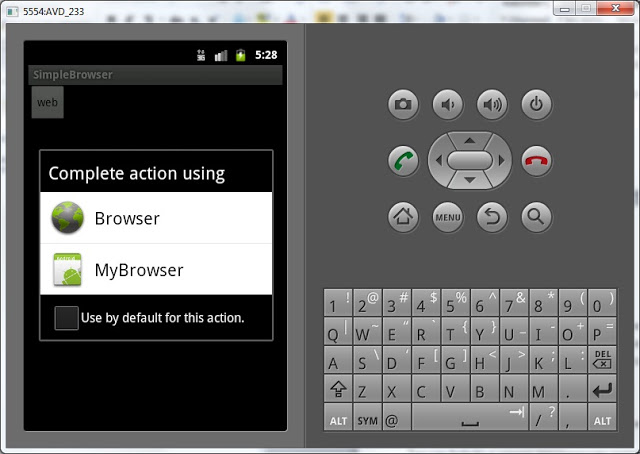 5554:AVD_233
3G
5:28
SimpleBrowser
web
Complete action using
Browser
MyBrowser
Use by default for this action.
MENU
1 ! 2 @ 3 # 4 $ 5 % 6 ^ 7 & 8 * 9 ( 0 )
Q | W ~ E " R ` T { Y } U _ I - O + P =
A S \ D ' F [ G ] H < J > K ; L : DEL
Z X C V B N M .
ALT SYM @ / ? , ALT